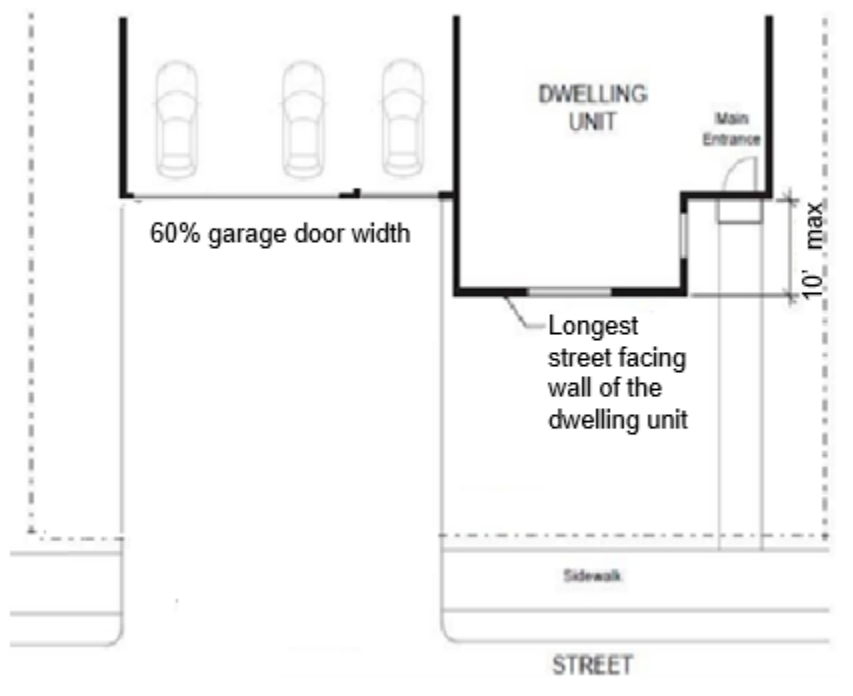 DWELLING
UNIT
Main
Entrance
60% garage door width
10' max
Longest
street facing
wall of the
dwelling unit
Sidewalk
STREET